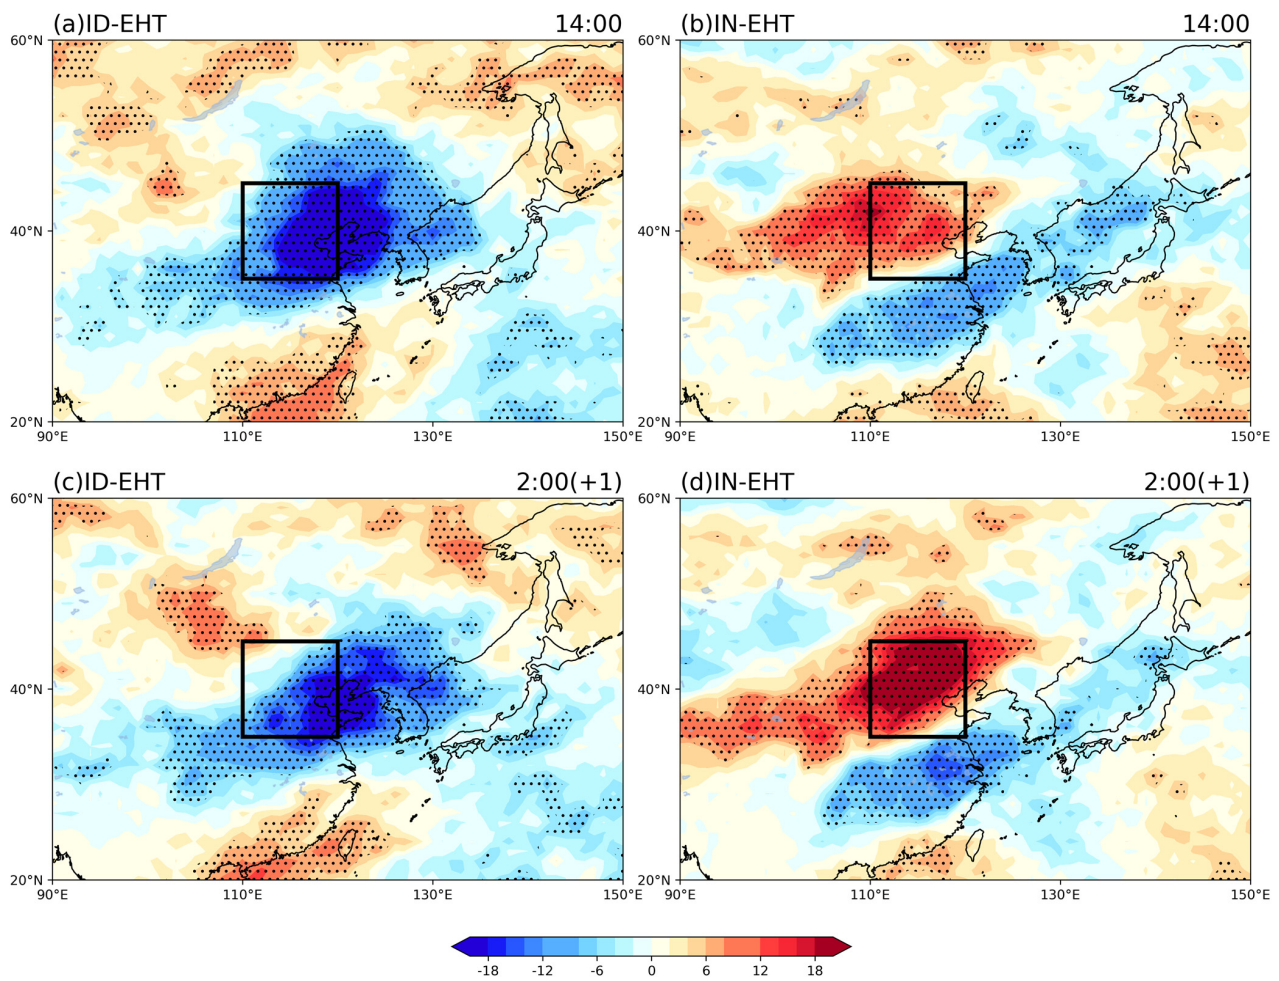 (a)ID-EHT 14:00
(b)IN-EHT 14:00
60°N
40°N
20°N
90°E 110°E 130°E 150°E
60°N
40°N
20°N
90°E 110°E 130°E 150°E
(c)ID-EHT 2:00(+1)
(d)IN-EHT 2:00(+1)
60°N
40°N
20°N
90°E 110°E 130°E 150°E
60°N
40°N
20°N
90°E 110°E 130°E 150°E
-18 -12 -6 0 6 12 18